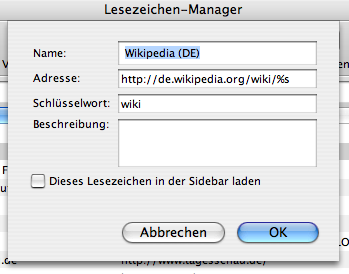 Lesezeichen-Manager
Name: Wikipedia (DE)
Adresse: http://de.wikipedia.org/wiki/%s
Schlüsselwort: wiki
Beschreibung:
Dieses Lesezeichen in der Sidebar laden
Abbrechen OK
.de http://www.tagesschau.de/